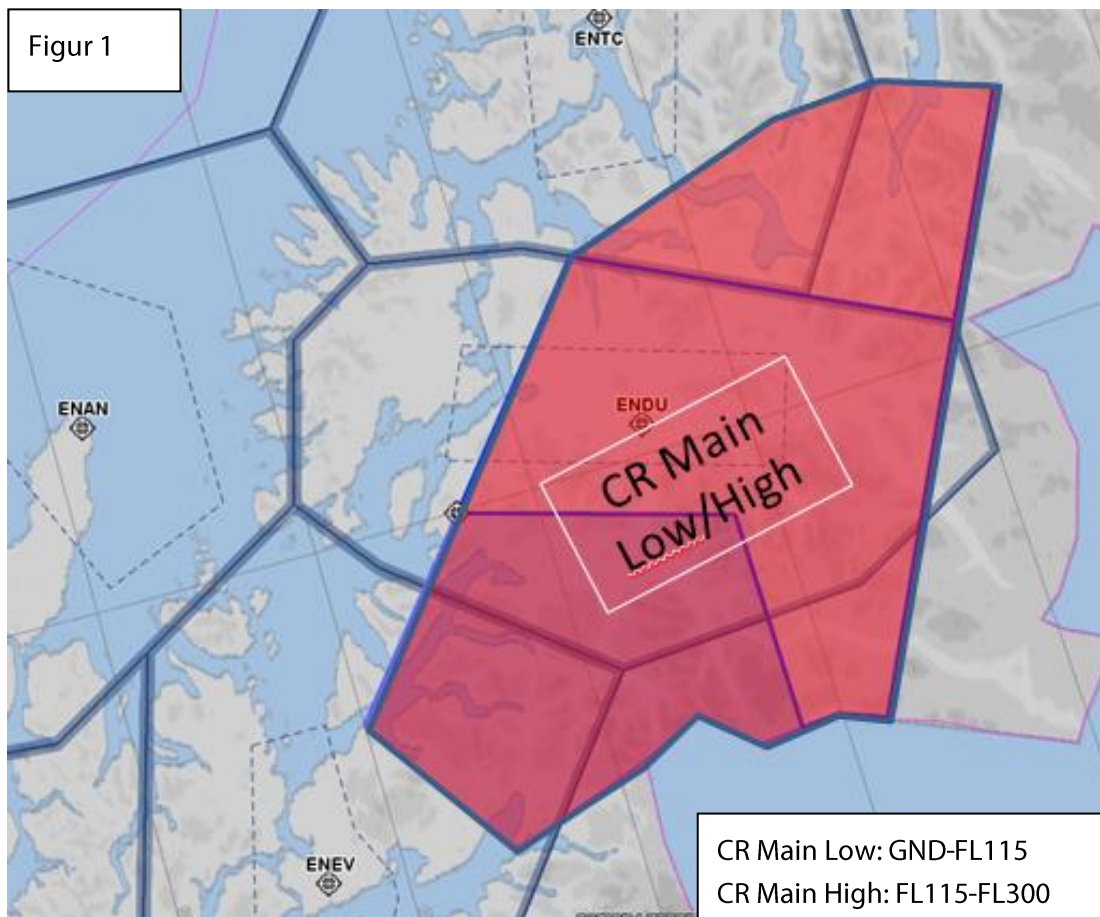 Figur 1
ENTC
ENAN
ENDU
CR Main
Low/High
ENEV
CR Main Low: GND-FL115
CR Main High: FL115-FL300